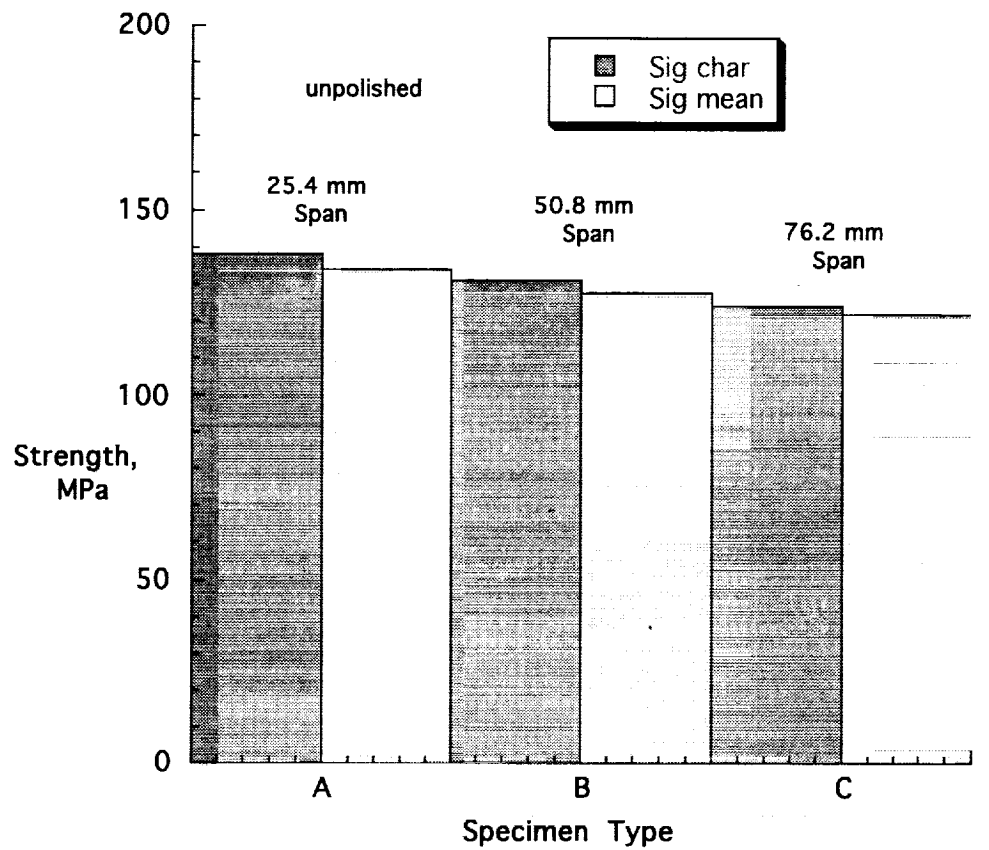 200
unpolished
Sig char
Sig mean
25.4 mm
Span
150
50.8 mm
Span
76.2 mm
Span
100
Strength,
MPa
50
0
A
B
C
Specimen Type